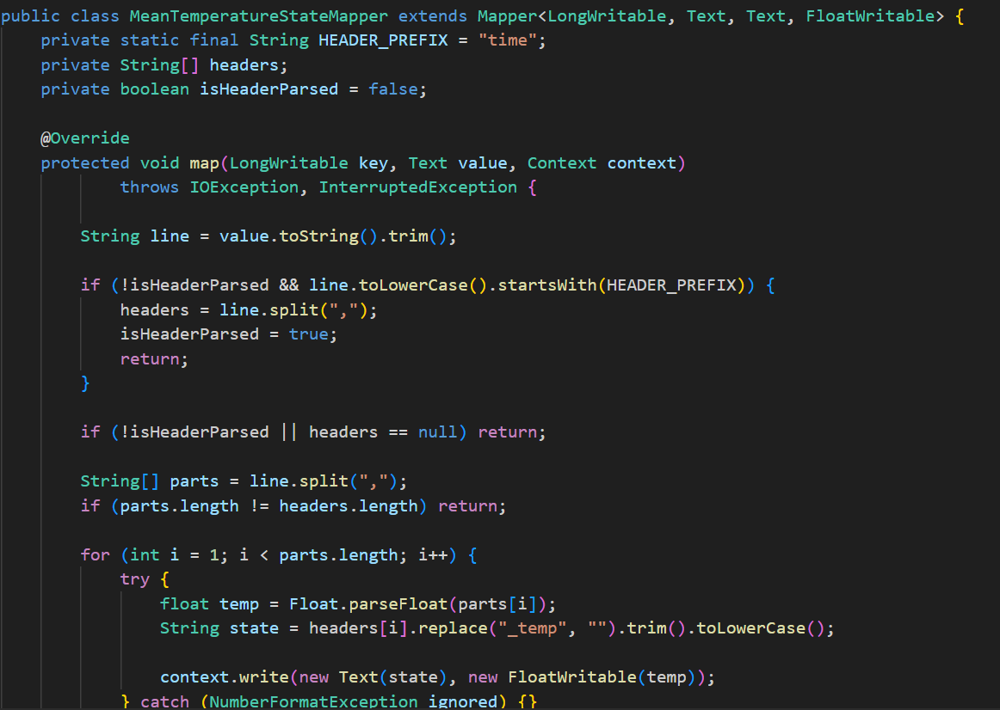 public class MeanTemperatureStateMapper extends Mapper<LongWritable, Text, Text, FloatWritable> {
    private static final String HEADER_PREFIX = "time";
    private String[] headers;
    private boolean isHeaderParsed = false;

    @Override
    protected void map(LongWritable key, Text value, Context context)
            throws IOException, InterruptedException {

        String line = value.toString().trim();

        if (!isHeaderParsed && line.toLowerCase().startsWith(HEADER_PREFIX)) {
            headers = line.split(",");
            isHeaderParsed = true;
            return;
        }

        if (!isHeaderParsed || headers == null) return;

        String[] parts = line.split(",");
        if (parts.length != headers.length) return;

        for (int i = 1; i < parts.length; i++) {
            try {
                float temp = Float.parseFloat(parts[i]);
                String state = headers[i].replace("_temp", "").trim().toLowerCase();

                context.write(new Text(state), new FloatWritable(temp));
            } catch (NumberFormatException ignored) {}